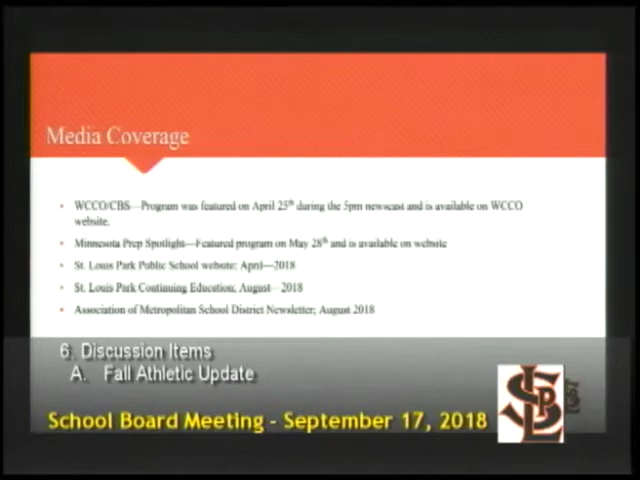 Media Coverage
• WCCO/CBS—Program was featured on April 25th during the 5pm newscast and is available on WCCO
website.
• Minnesota Prep Spotlight—Featured program on May 28th and is available on website
• St. Louis Park Public School website; April—2018
• St. Louis Park Continuing Education; August—2018
• Association of Metropolitan School District Newsletter; August 2018
6. Discussion Items
A. Fall Athletic Update
School Board Meeting - September 17, 2018
SLP